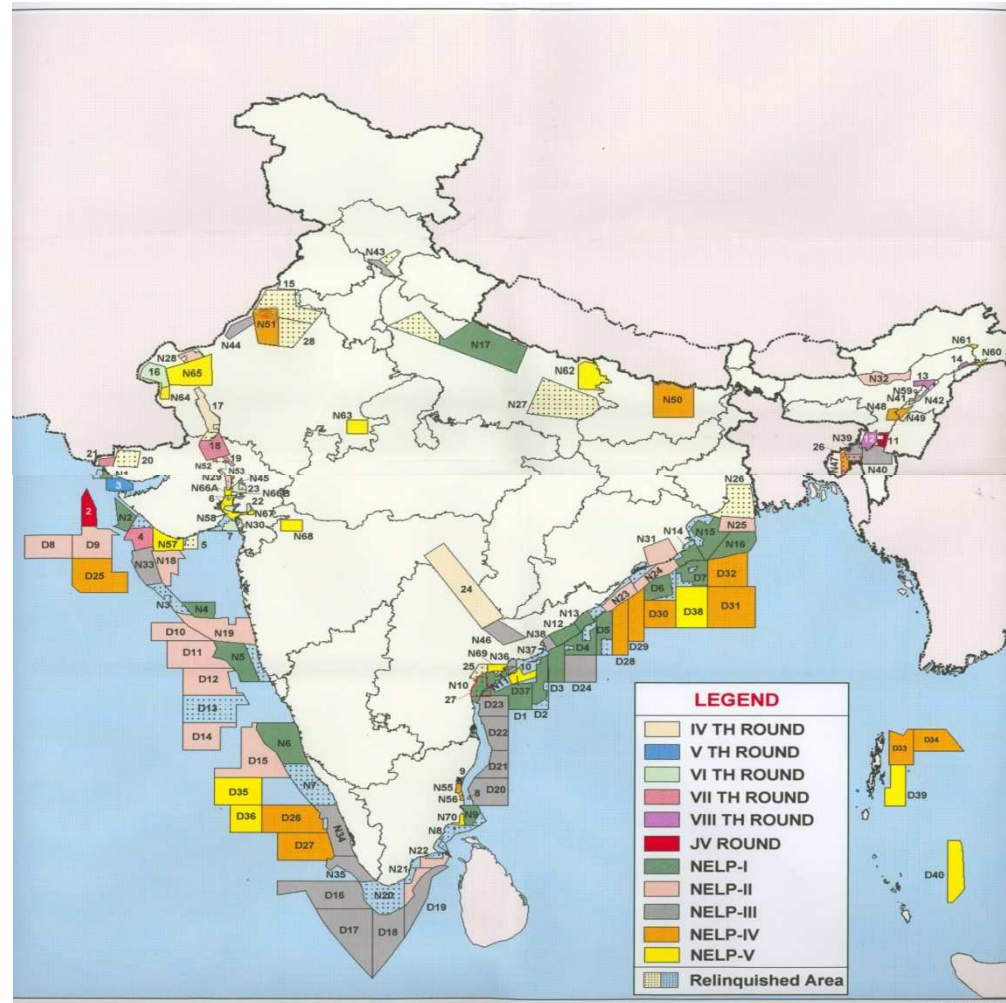 N43
15
N51
N44
28
N28
16
N65
N64
N17
N62
N27
N50
N61
N60
14
13
N32
N59
N41
N42
N48
N49
17
N63
18
19
21
20
N52
N53
N29
N45
23
N66A
N66B
6
22
N67
N58
N30
7
N68
3
2
N2
4
N57
5
D8
D9
D25
N33
N18
N3
N4
26
N39
N47
12
11
N40
N26
N25
N14
N15
N16
N31
N24
N23
D6
D7
D32
D31
D38
D30
D29
D28
24
N46
N13
N12
N38
N37
N36
N69
25
10
N10
N11
27
D37
D5
D4
D3
D24
D2
D1
D23
D22
D21
D20
D10
N19
D11
N5
D12
D13
D14
N6
D15
N7
D35
D36
D26
D27
N34
N35
9
N55
N56
8
N70
N9
N8
N22
N21
N20
D16
D17
D18
D19
D33
D34
D39
D40
LEGEND
IV TH ROUND
V TH ROUND
VI TH ROUND
VII TH ROUND
VIII TH ROUND
JV ROUND
NELP-I
NELP-II
NELP-III
NELP-IV
NELP-V
Relinquished Area